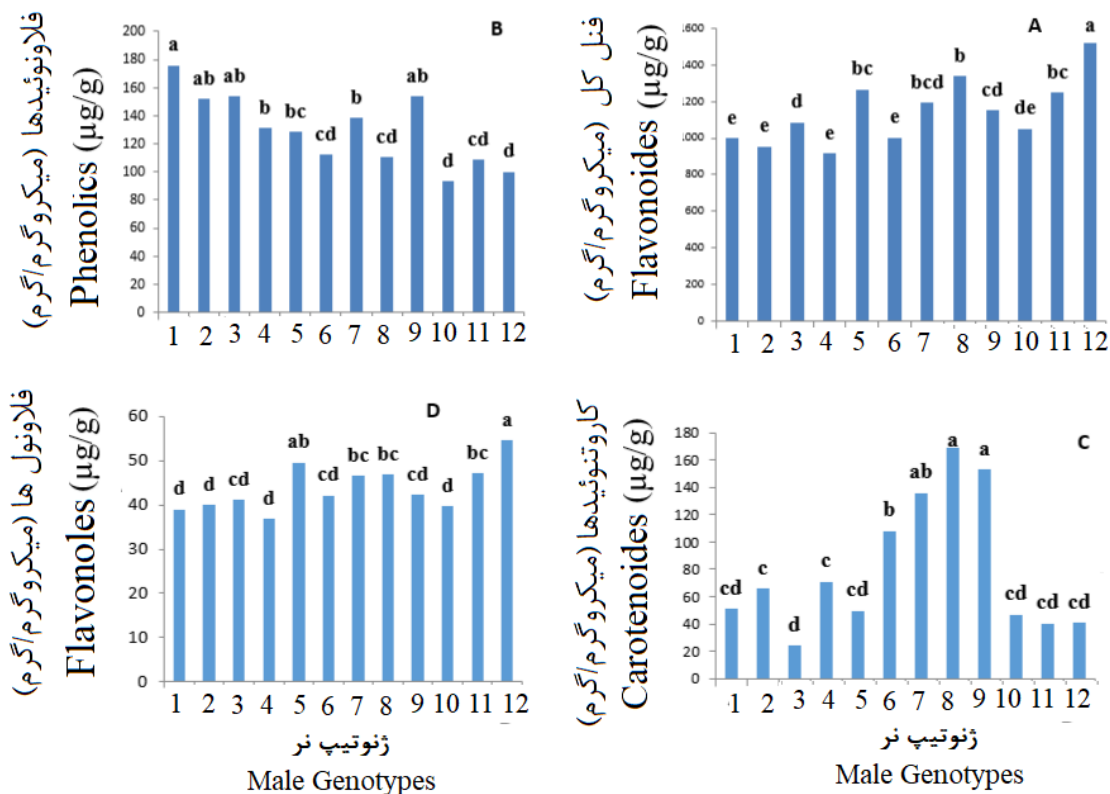 فلاونوئیدها (میکروگرم/گرم)
Phenolics (µg/g)
B
200
180
160
140
120
100
80
60
40
20
0
a ab ab b bc cd b cd ab d cd d
1 2 3 4 5 6 7 8 9 10 11 12
فنل کل (میکروگرم/گرم)
Flavonoides (µg/g)
A
1600
1400
1200
1000
800
600
400
200
0
e e d e bc e bcd b cd de bc a
1 2 3 4 5 6 7 8 9 10 11 12
فلاونول ها (میکروگرم/گرم)
Flavonoles (µg/g)
D
60
50
40
30
20
10
0
d d cd d ab cd bc bc cd d bc a
1 2 3 4 5 6 7 8 9 10 11 12
ژنوتیپ نر
Male Genotypes
کاروتنوئیدها (میکروگرم/گرم)
Carotenoides (µg/g)
C
180
160
140
120
100
80
60
40
20
0
cd c d c cd b ab a a cd cd cd
1 2 3 4 5 6 7 8 9 10 11 12
ژنوتیپ نر
Male Genotypes